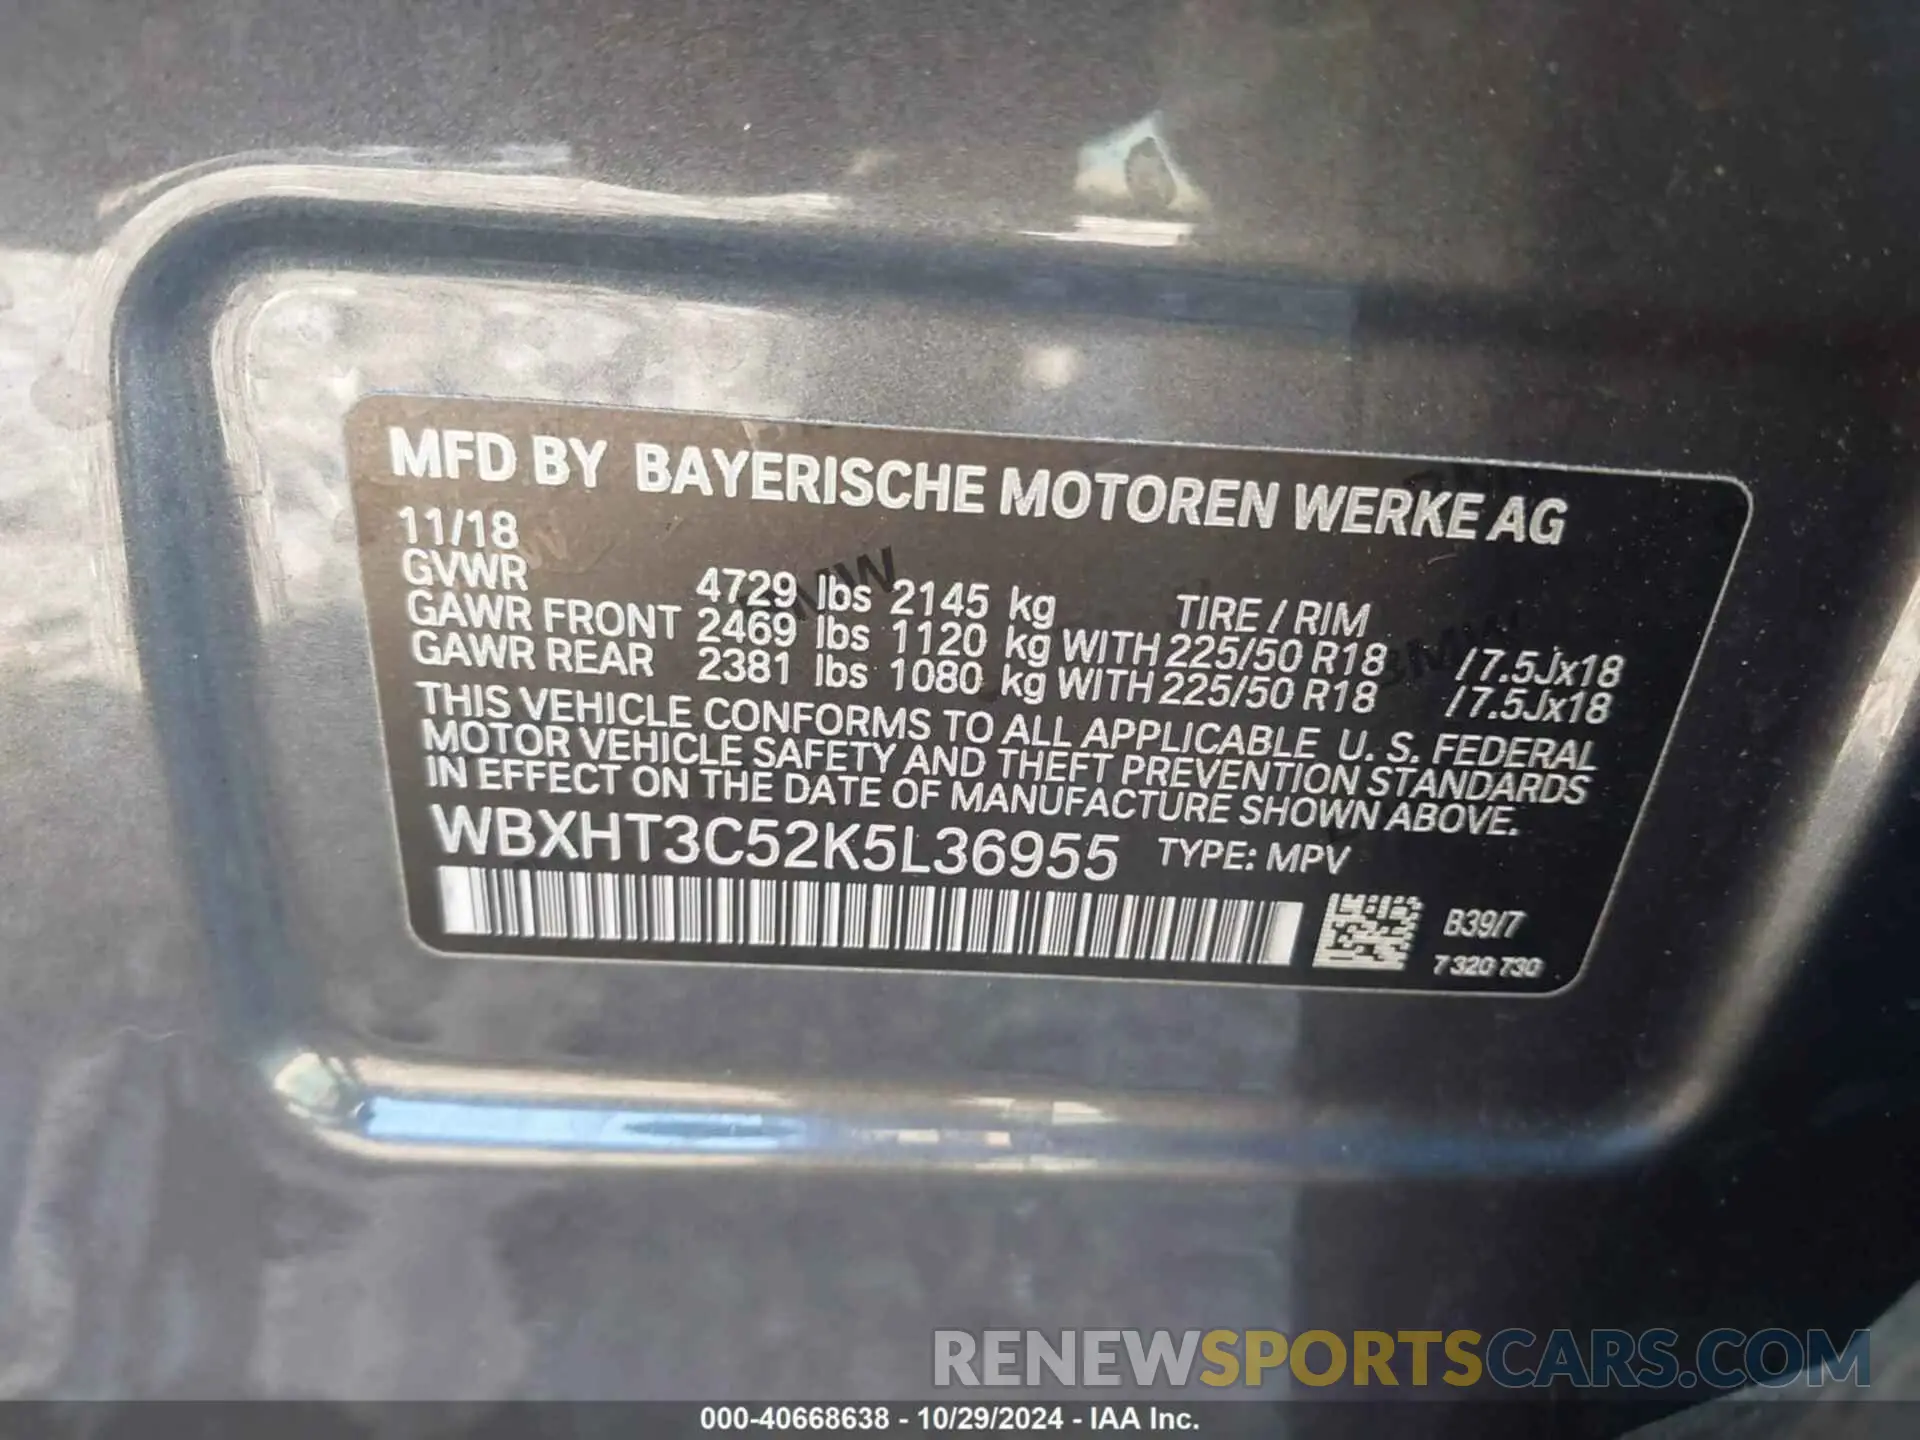 MFD BY BAYERISCHE MOTOREN WERKE AG
11/18
GVWR 4729 lbs 2145 kg TIRE / RIM
GAWR FRONT 2469 lbs 1120 kg WITH 225/50 R18 /7.5Jx18
GAWR REAR 2381 lbs 1080 kg WITH 225/50 R18 /7.5Jx18
THIS VEHICLE CONFORMS TO ALL APPLICABLE U. S. FEDERAL
MOTOR VEHICLE SAFETY AND THEFT PREVENTION STANDARDS
IN EFFECT ON THE DATE OF MANUFACTURE SHOWN ABOVE.
WBXHT3C52K5L36955 TYPE: MPV
B39/7
7 320 730
RENEWSPORTSCARS.COM
000-40668638 - 10/29/2024 - IAA Inc.